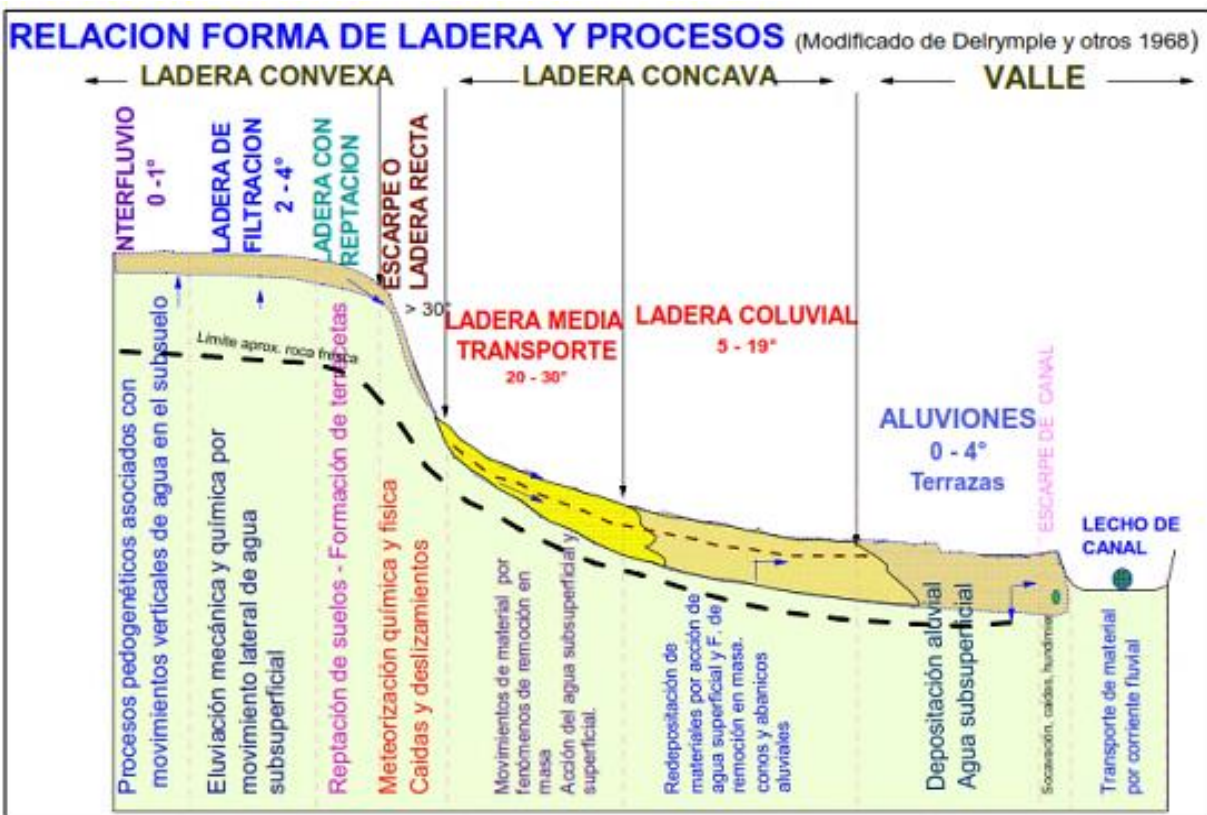 RELACION FORMA DE LADERA Y PROCESOS (Modificado de Delrymple y otros 1968)
LADERA CONVEXA
LADERA CONCAVA
VALLE
NTERFLUVIO
0 -1°
LADERA DE
FILTRACION
2 - 4°
LADERA CON
REPTACION
ESCARPE O
LADERA RECTA
> 30°
LADERA MEDIA
TRANSPORTE
20 - 30°
LADERA COLUVIAL
5 - 19°
ALUVIONES
0 - 4°
Terrazas
ESCARPE DE CANAL
LECHO DE
CANAL
Límite aprox. roca fresca
Procesos pedogenéticos asociados con
movimientos verticales de agua en el subsuelo
Eluviación mecánica y química por
movimiento lateral de agua
subsuperficial
Reptación de suelos - Formación de terracetas
Meteorización química y fisica
Caidas y deslizamientos
Movimientos de material por
fenómenos de remoción en
masa
Acción del agua subsuperficial y
superficial.
Redepositación de
materiales por acción de
agua superficial y F. de
remoción en masa.
conos y abanicos
aluviales
Depositación aluvial
Agua subsuperficial
Socavación, caídas, hundimie
Transporte de material
por corriente fluvial